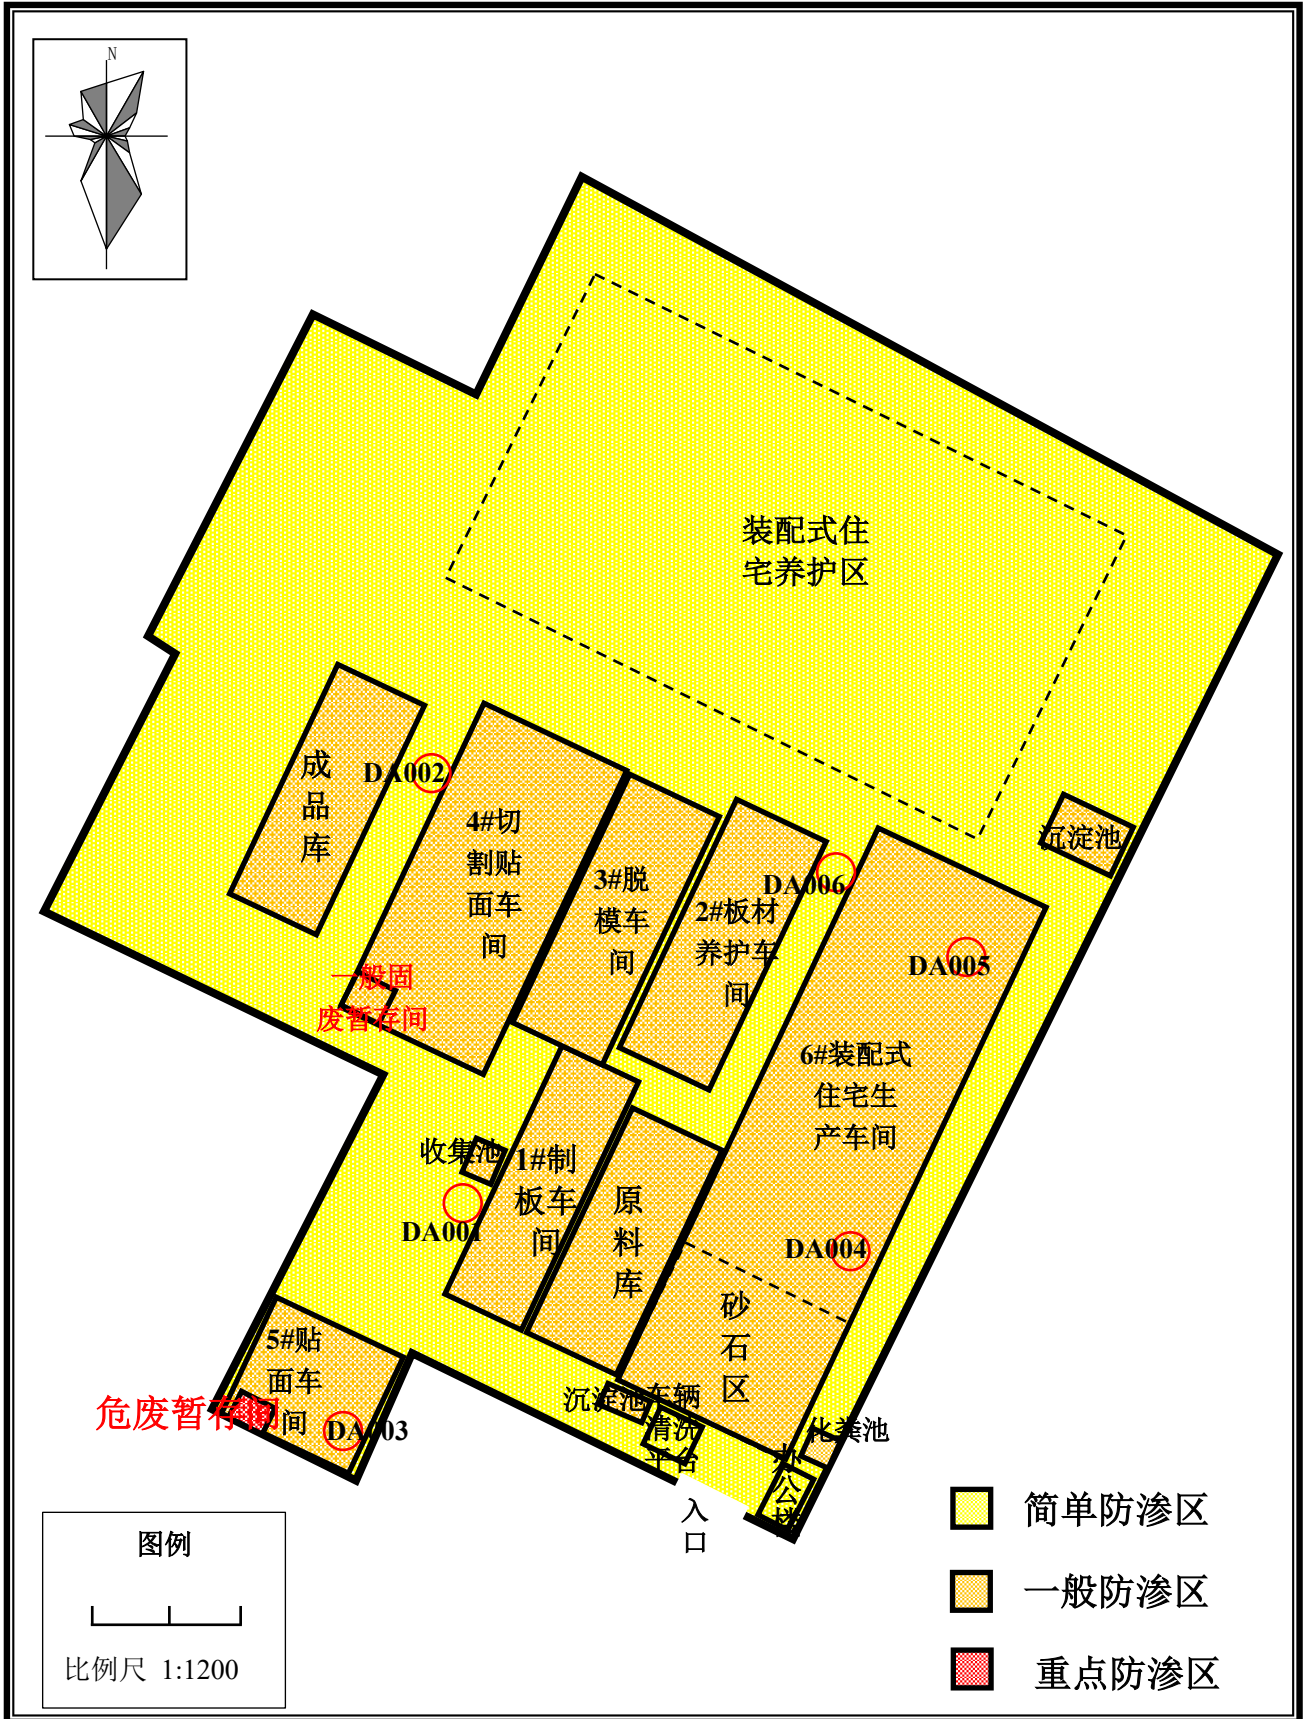 N
装配式住
宅养护区
成
品
库
DA002
4#切
割贴
面车
间
3#脱
模车
间
DA006
2#板材
养护车
间
沉淀池
DA005
一般固
废暂存间
6#装配式
住宅生
产车间
收集池
1#制
板车
间
DA001
原
料
库
DA004
砂
石
区
5#贴
面车
间
危废暂存间
DA003
沉淀池
车辆
清洗
平台
化粪池
办
公
楼
入
口
图例
比例尺 1:1200
简单防渗区
一般防渗区
重点防渗区